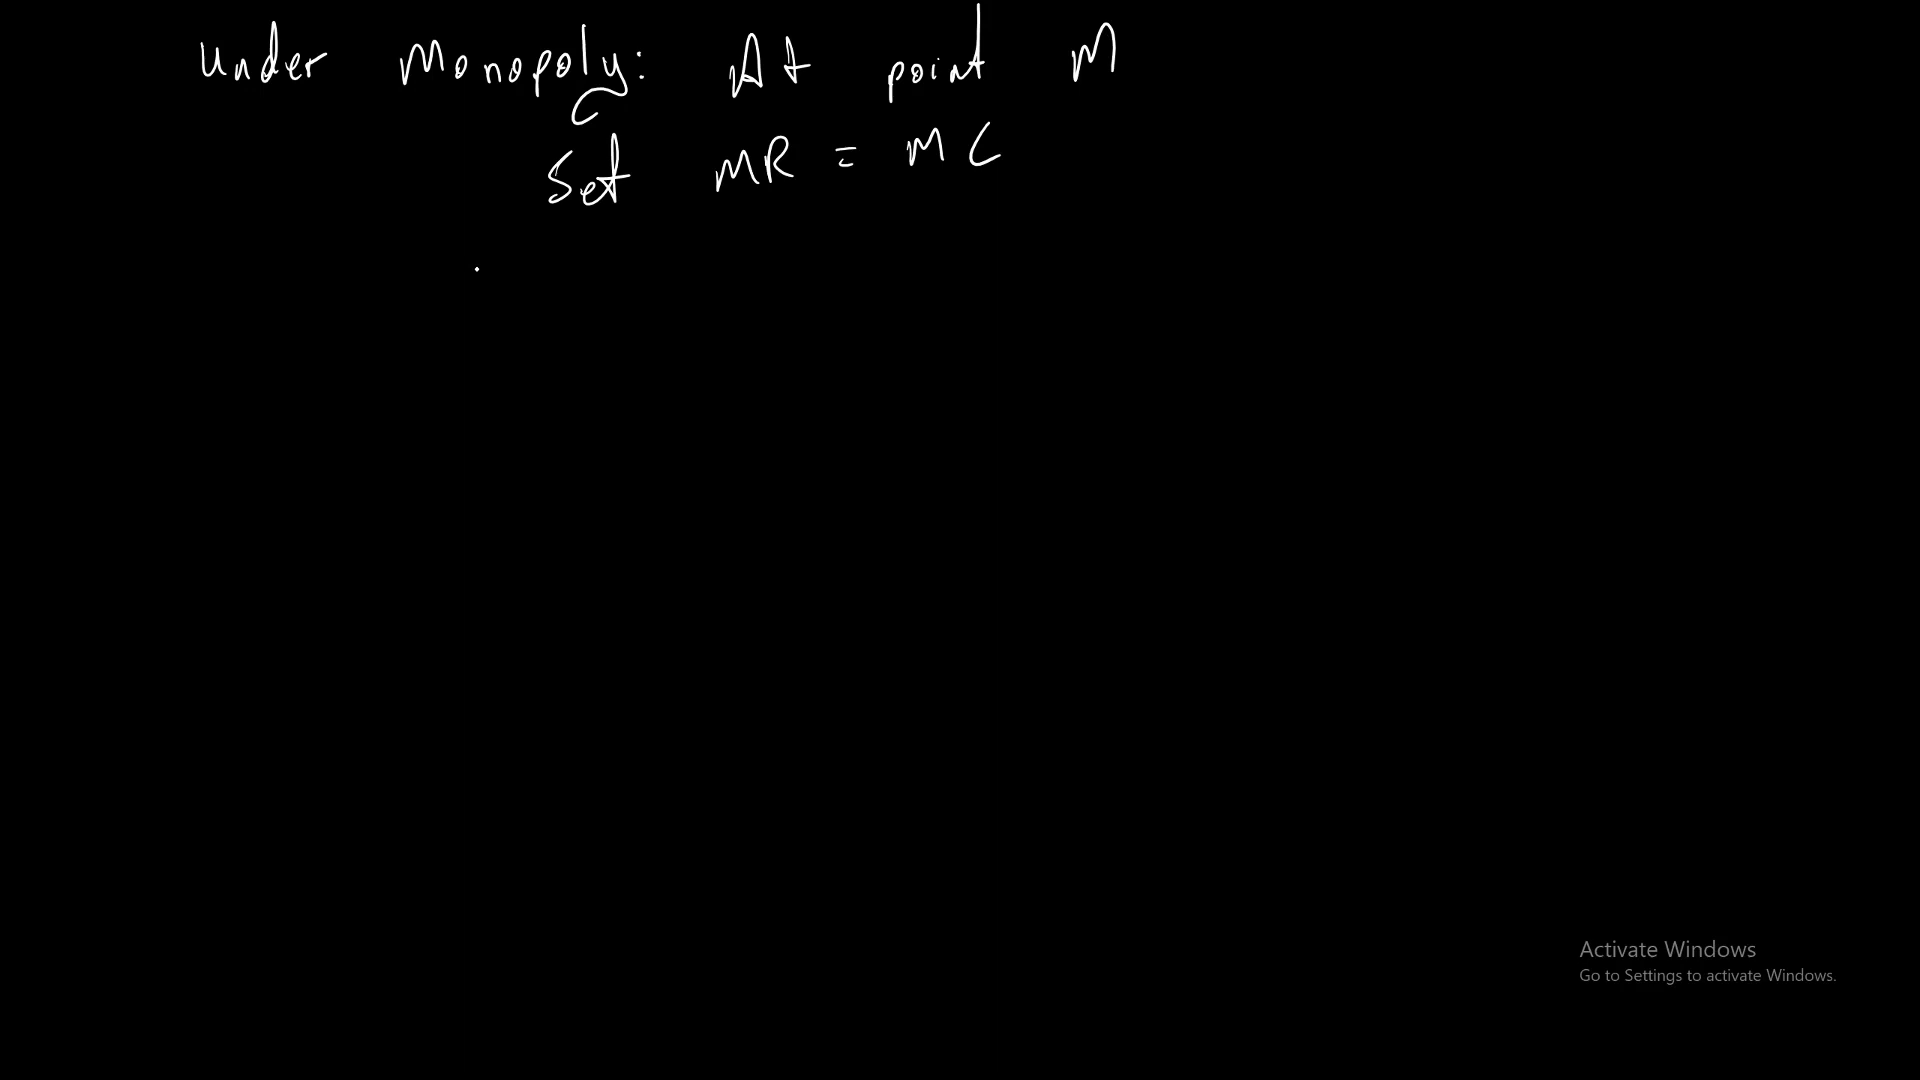 Under Monopoly: At point M
Set MR = MC
Activate Windows
Go to Settings to activate Windows.